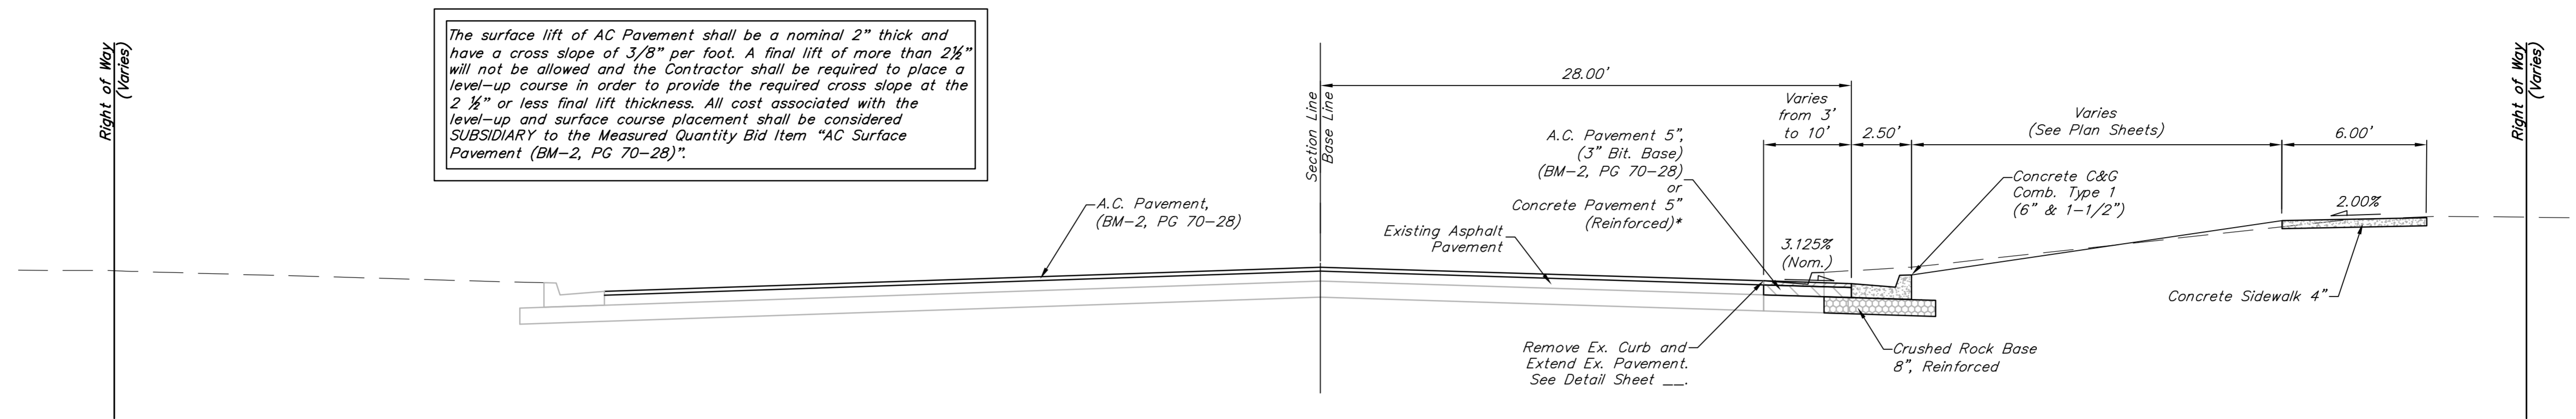 The surface lift of AC Pavement shall be a nominal 2” thick and
have a cross slope of 3/8” per foot. A final lift of more than 2½”
will not be allowed and the Contractor shall be required to place a
level-up course in order to provide the required cross slope at the
2 ½” or less final lift thickness. All cost associated with the
level-up and surface course placement shall be considered
SUBSIDIARY to the Measured Quantity Bid Item “AC Surface
Pavement (BM-2, PG 70-28)”.
Right of Way
(Varies)
A.C. Pavement,
(BM-2, PG 70-28)
Section Line
Base Line
28.00’
Varies
from 3’
to 10’
2.50’
Varies
(See Plan Sheets)
6.00’
A.C. Pavement 5”,
(3” Bit. Base)
(BM-2, PG 70-28)
or
Concrete Pavement 5”
(Reinforced)*
Existing Asphalt
Pavement
3.125%
(Nom.)
Concrete C&G
Comb. Type 1
(6” & 1-1/2”)
2.00%
Concrete Sidewalk 4”
Remove Ex. Curb and
Extend Ex. Pavement.
See Detail Sheet __.
Crushed Rock Base
8”, Reinforced
Right of Way
(Varies)